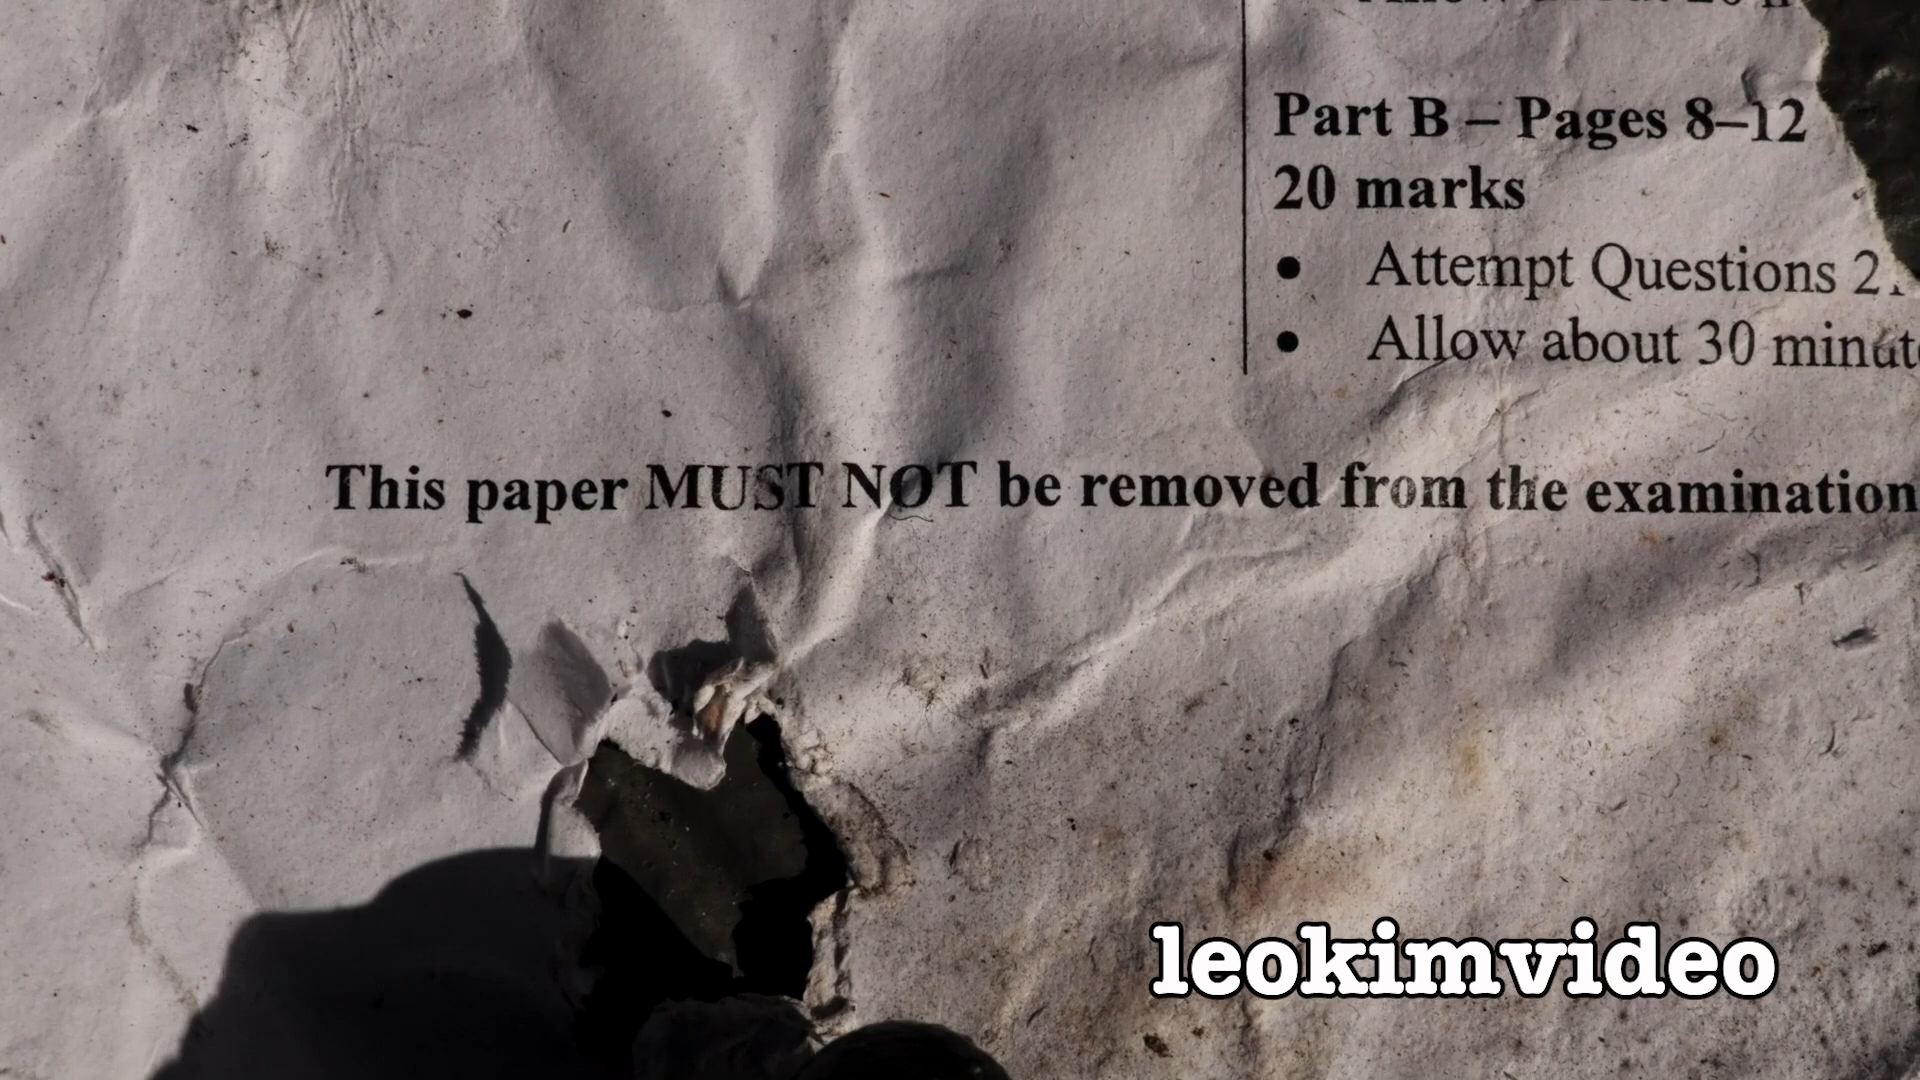 Part B – Pages 8–12
20 marks
• Attempt Questions
• Allow about 30
This paper MUST NOT be removed from the examination
leokimvideo